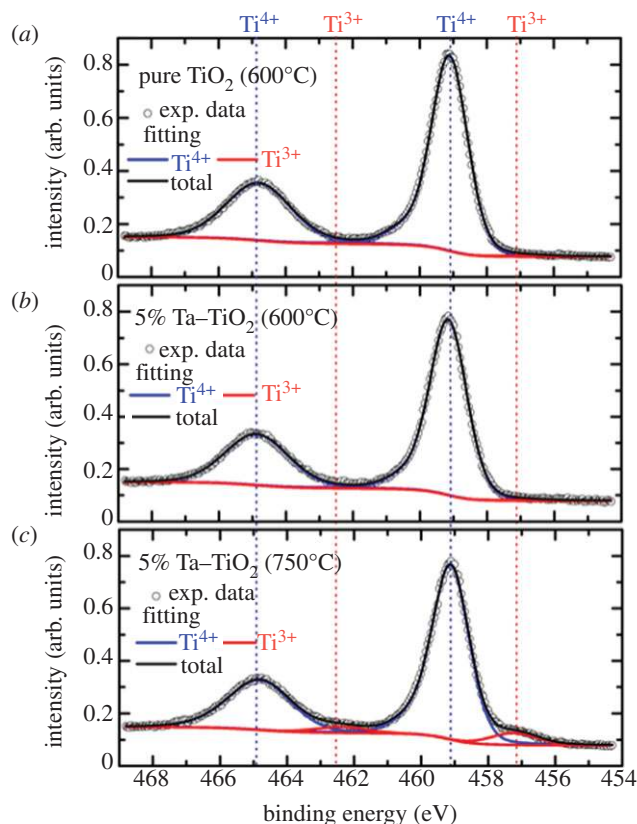 Ti⁴⁺ Ti³⁺ Ti⁴⁺ Ti³⁺
(a)
0.8
pure TiO₂ (600°C)
exp. data
0.6
fitting
Ti⁴⁺ Ti³⁺
total
0.4
0.2
0
intensity (arb. units)
(b)
5% Ta–TiO₂ (600°C)
0.8
exp. data
fitting
0.6
Ti⁴⁺ Ti³⁺
total
0.4
0.2
0
intensity (arb. units)
(c)
5% Ta–TiO₂ (750°C)
0.8
exp. data
fitting
0.6
Ti⁴⁺ Ti³⁺
total
0.4
0.2
0
intensity (arb. units)
468 466 464 462 460 458 456 454
binding energy (eV)